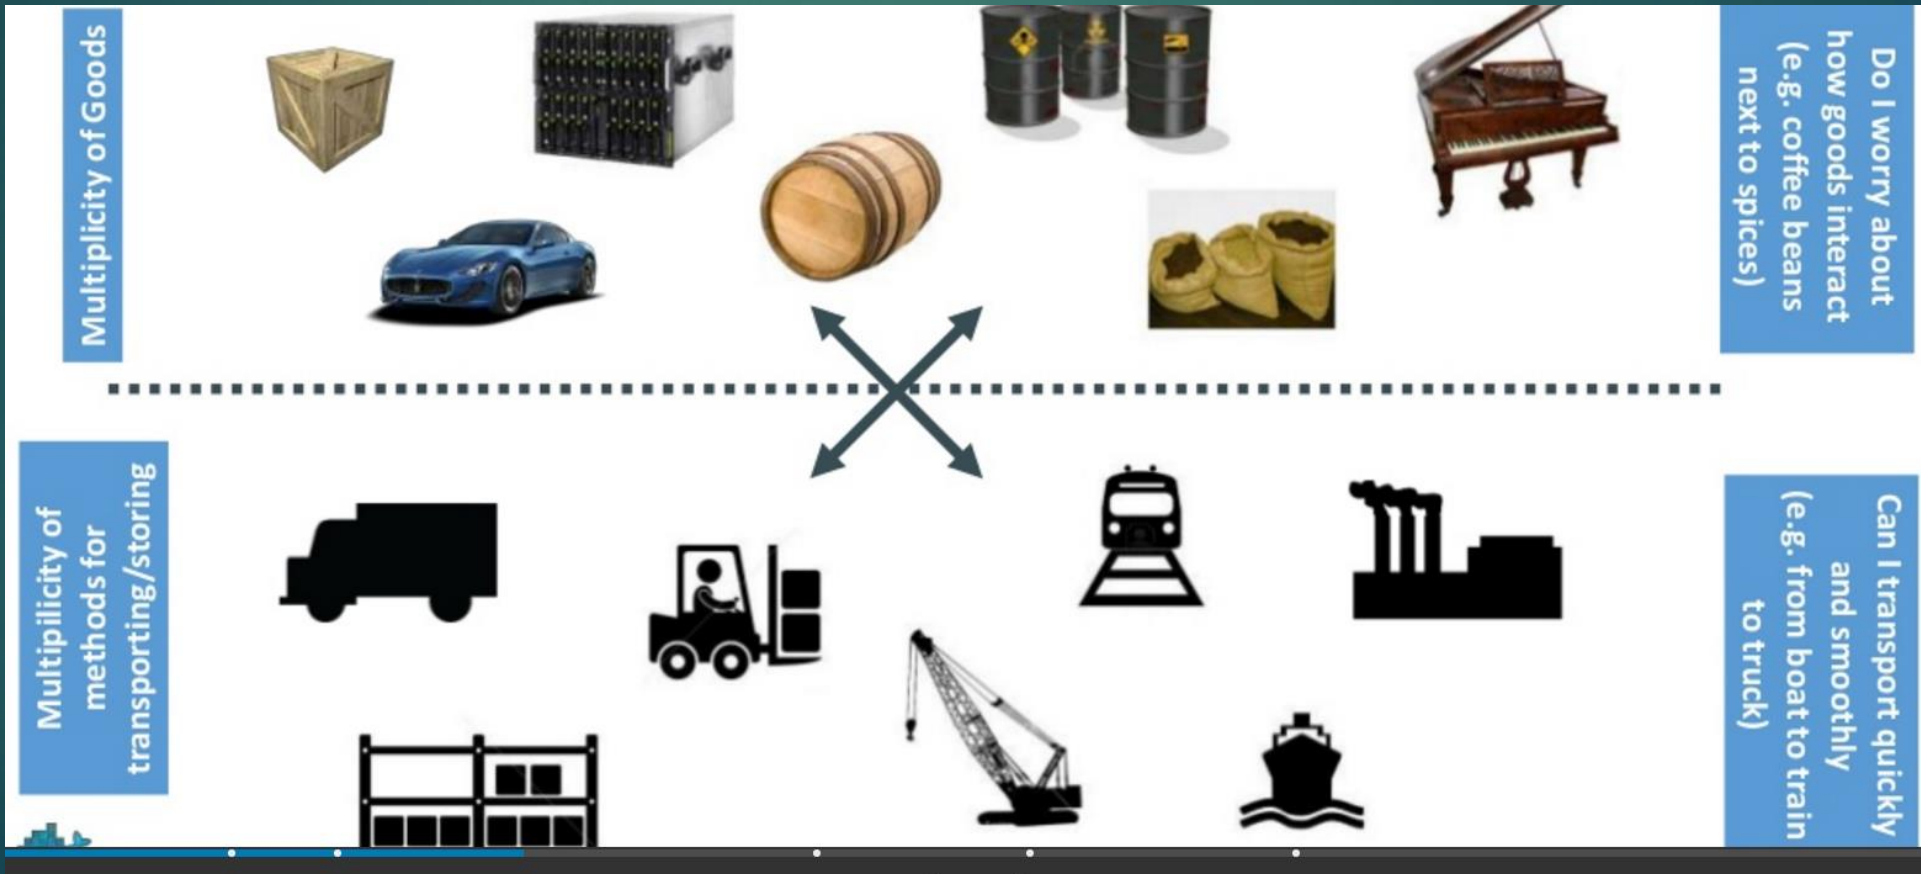 Multiplicity of Goods
Do I worry about
how goods interact
(e.g. coffee beans
next to spices)
Multipilicity of
methods for
transporting/storing
Can I transport quickly
and smoothly
(e.g. from boat to train
to truck)